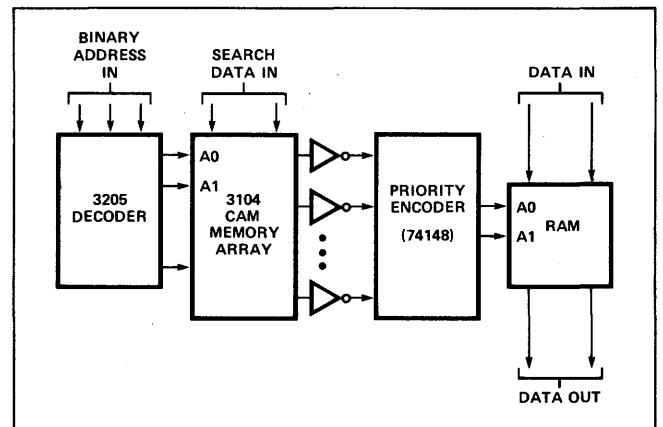 BINARY
ADDRESS
IN
SEARCH
DATA IN
DATA IN
3205
DECODER
A0
A1
3104
CAM
MEMORY
ARRAY
PRIORITY
ENCODER
(74148)
A0
A1
RAM
DATA OUT